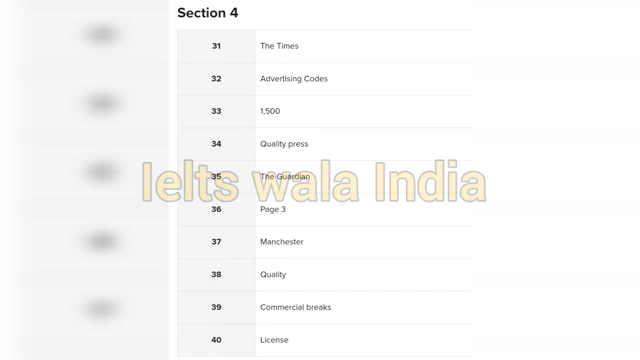 Section 4
31 The Times
32 Advertising Codes
33 1,500
34 Quality press
35 The Guardian
Ielts wala India
36 Page 3
37 Manchester
38 Quality
39 Commercial breaks
40 License